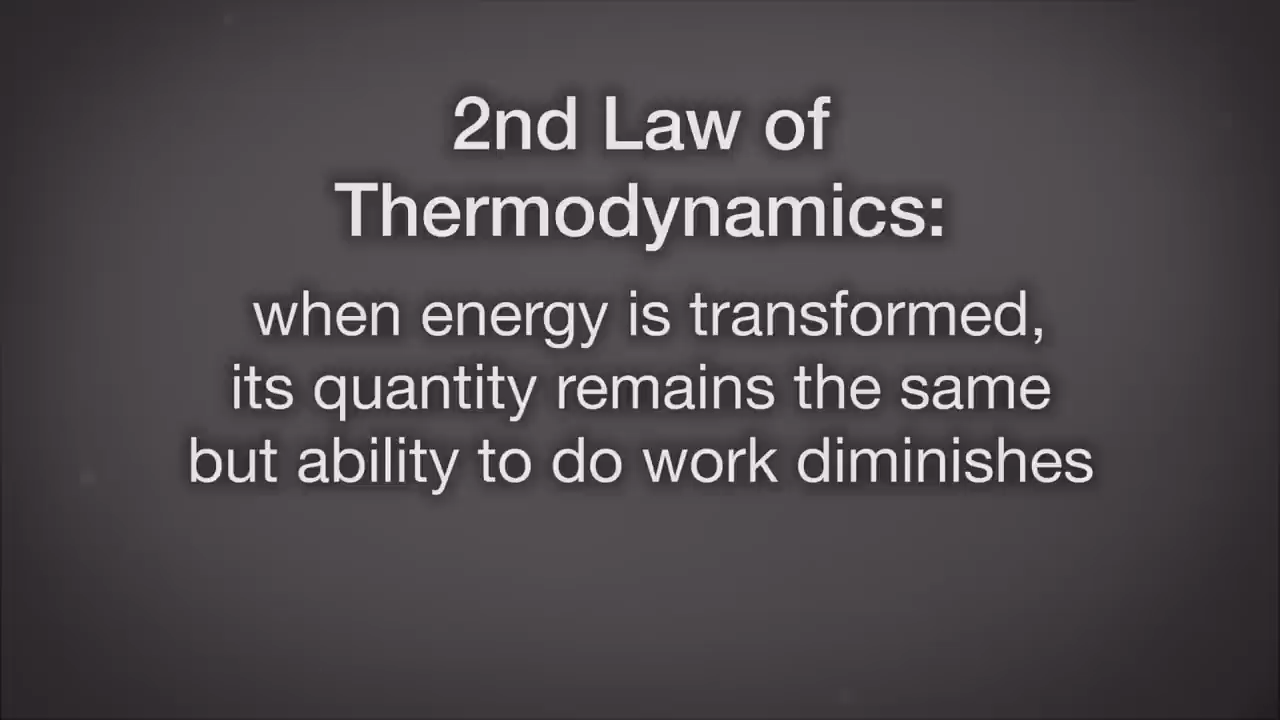 2nd Law of
Thermodynamics:
when energy is transformed,
its quantity remains the same
but ability to do work diminishes